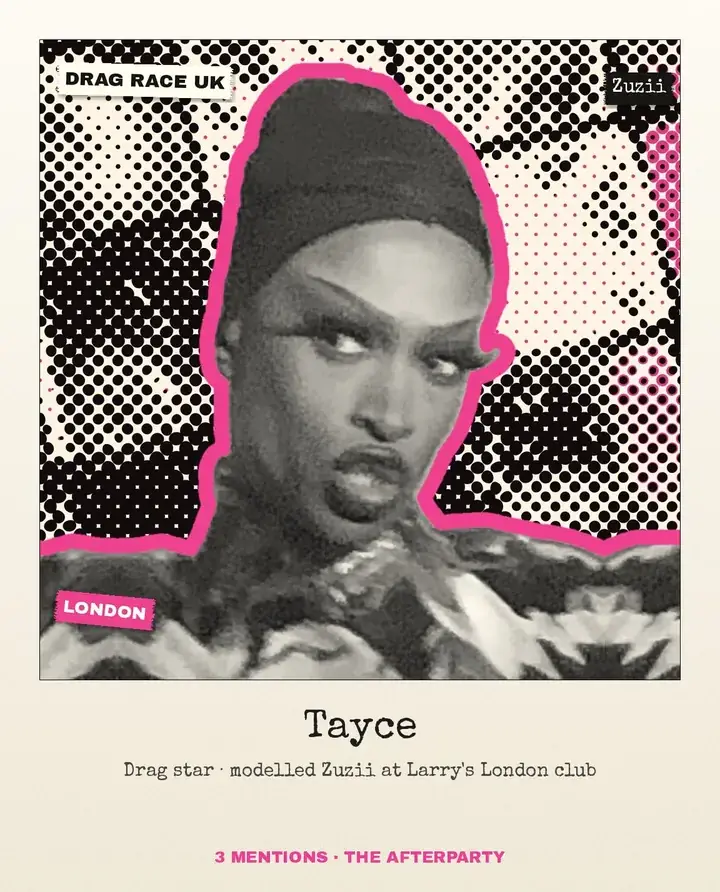 DRAG RACE UK
Zuzii
LONDON
Tayce
Drag star · modelled Zuzii at Larry's London club
3 MENTIONS · THE AFTERPARTY